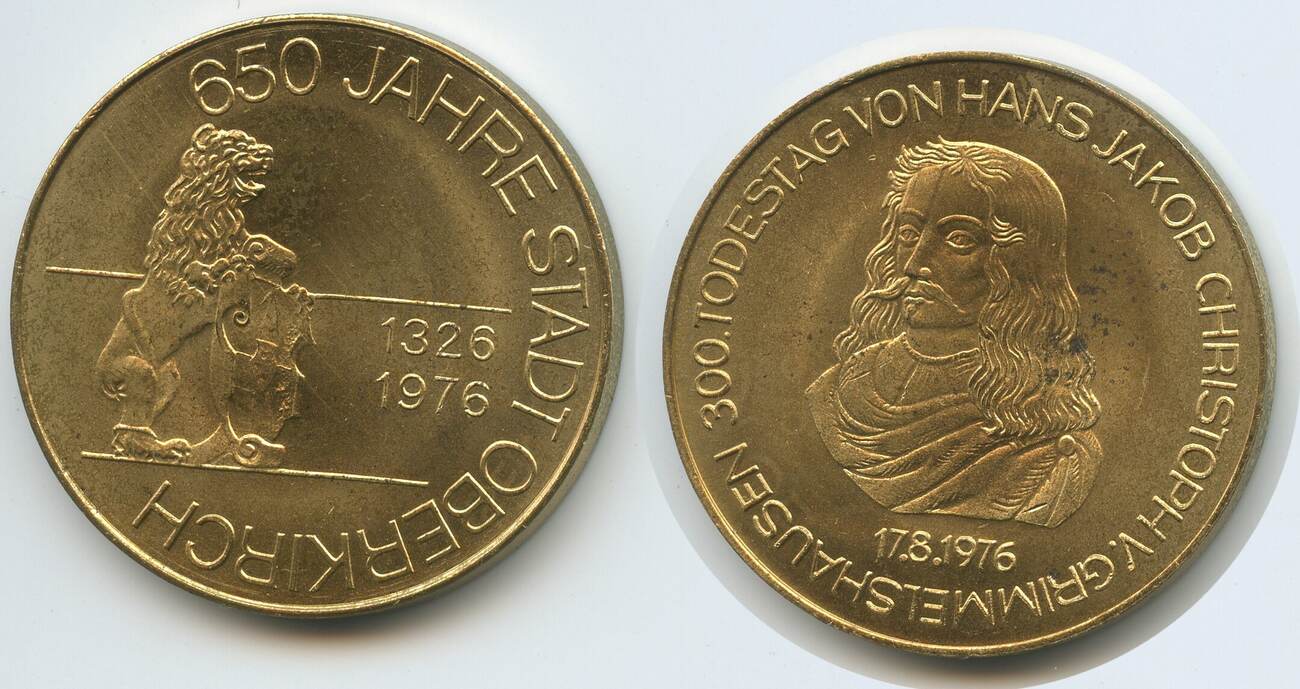 650 JAHRE STADT OBERKIRCH
1326
1976
300. TODESTAG VON HANS JAKOB CHRISTOPH V. GRIMMELSHAUSEN
17.8.1976